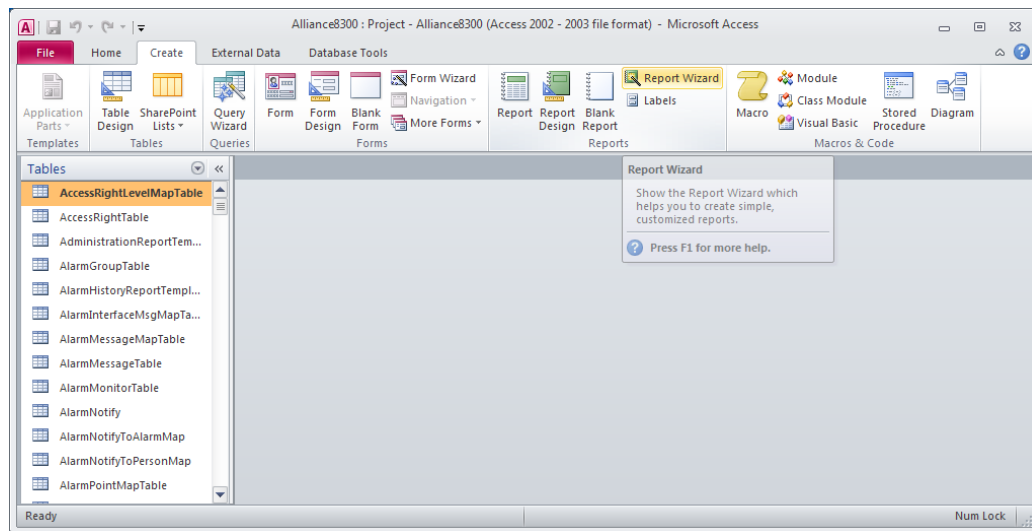 Alliance8300 : Project - Alliance8300 (Access 2002 - 2003 file format) - Microsoft Access
File Home Create External Data Database Tools
Application Parts
Table Design
SharePoint Lists
Query Wizard
Form
Form Design
Blank Form
Form Wizard
Navigation
More Forms
Report
Report Design
Blank Report
Report Wizard
Labels
Macro
Module
Class Module
Visual Basic
Stored Procedure
Diagram
Templates Tables Queries Forms Reports Macros & Code
Tables
AccessRightLevelMapTable
AccessRightTable
AdministrationReportTem...
AlarmGroupTable
AlarmHistoryReportTempl...
AlarmInterfaceMsgMapTa...
AlarmMessageMapTable
AlarmMessageTable
AlarmMonitorTable
AlarmNotify
AlarmNotifyToAlarmMap
AlarmNotifyToPersonMap
AlarmPointMapTable
Report Wizard
Show the Report Wizard which
helps you to create simple,
customized reports.
Press F1 for more help.
Ready Num Lock